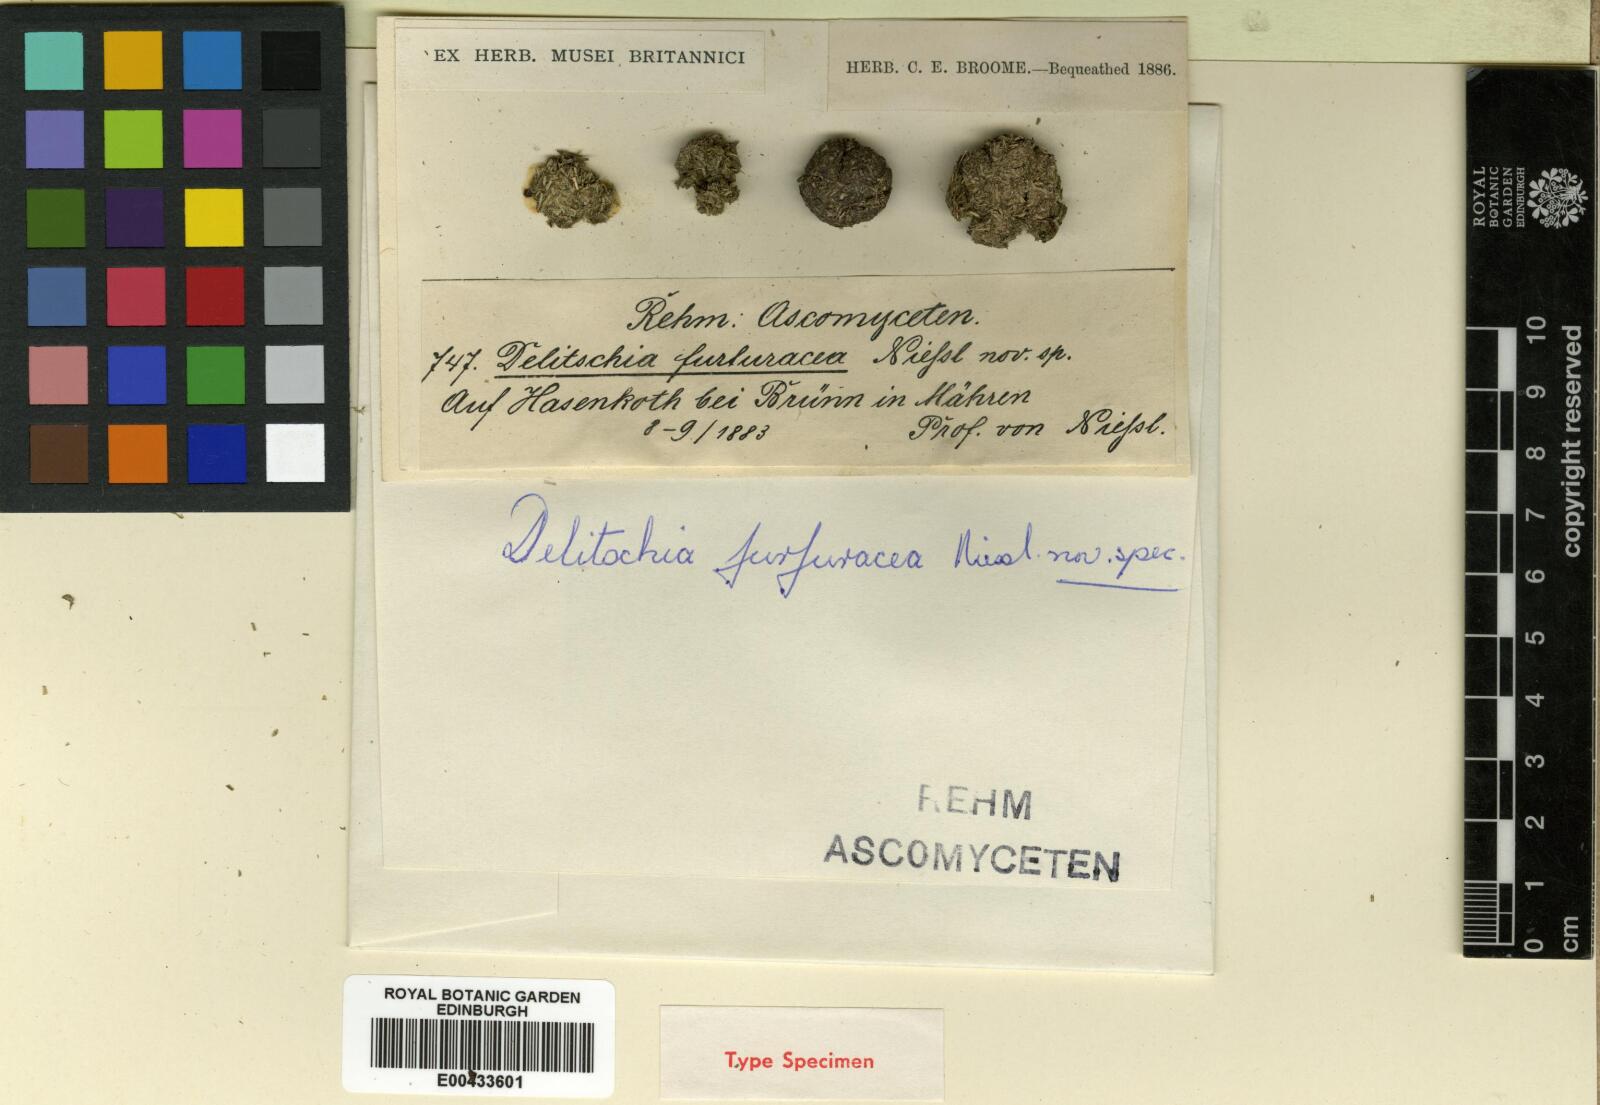 EX HERB. MUSEI BRITANNICI
HERB. C. E. BROOME.—Bequeathed 1886.
Rehm: Ascomyceten.
747. Delitschia furfuracea Nießl nov. sp.
Auf Hasenkoth bei Brünn in Mähren
8-9/1883 Prof. von Nießl.
Delitschia furfuracea Niessl. nov. spec.
REHM
ASCOMYCETEN
ROYAL BOTANIC GARDEN
EDINBURGH
E00433601
Type Specimen
ROYAL
BOTANIC
GARDEN
EDINBURGH
copyright reserved
10
9
8
7
6
5
4
3
2
1
0
cm